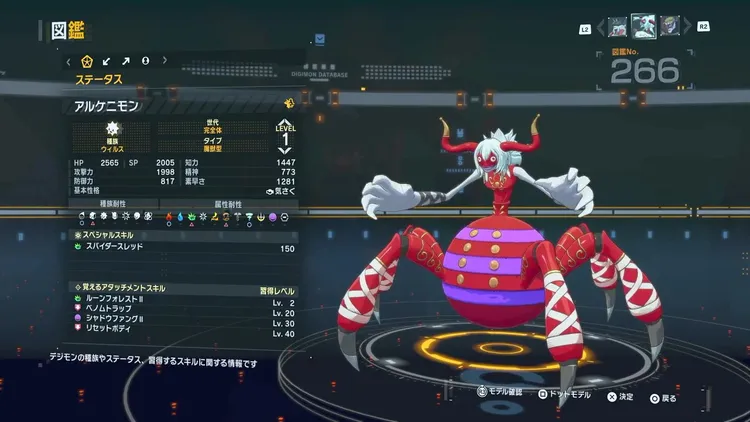 図鑑
L2
R2
ステータス
DIGIMON DATABASE
図鑑No.
266
アルケニモン
種族
ウイルス
世代
完全体
タイプ
魔獣型
LEVEL
1
HP 2565 SP 2005 知力 1447
攻撃力 1998 精神 773
防御力 817 素早さ 1281
基本性格 気さく
種族耐性 属性耐性
スペシャルスキル
スパイダースレッド 150
覚えるアタッチメントスキル 習得レベル
ルーンフォレストⅡ Lv. 2
ベノムトラップ Lv. 20
シャドウファングⅡ Lv. 30
リセットボディ Lv. 40
デジモンの種族やステータス、習得するスキルに関する情報です
R3 モデル確認 ドットモデル 決定 戻る